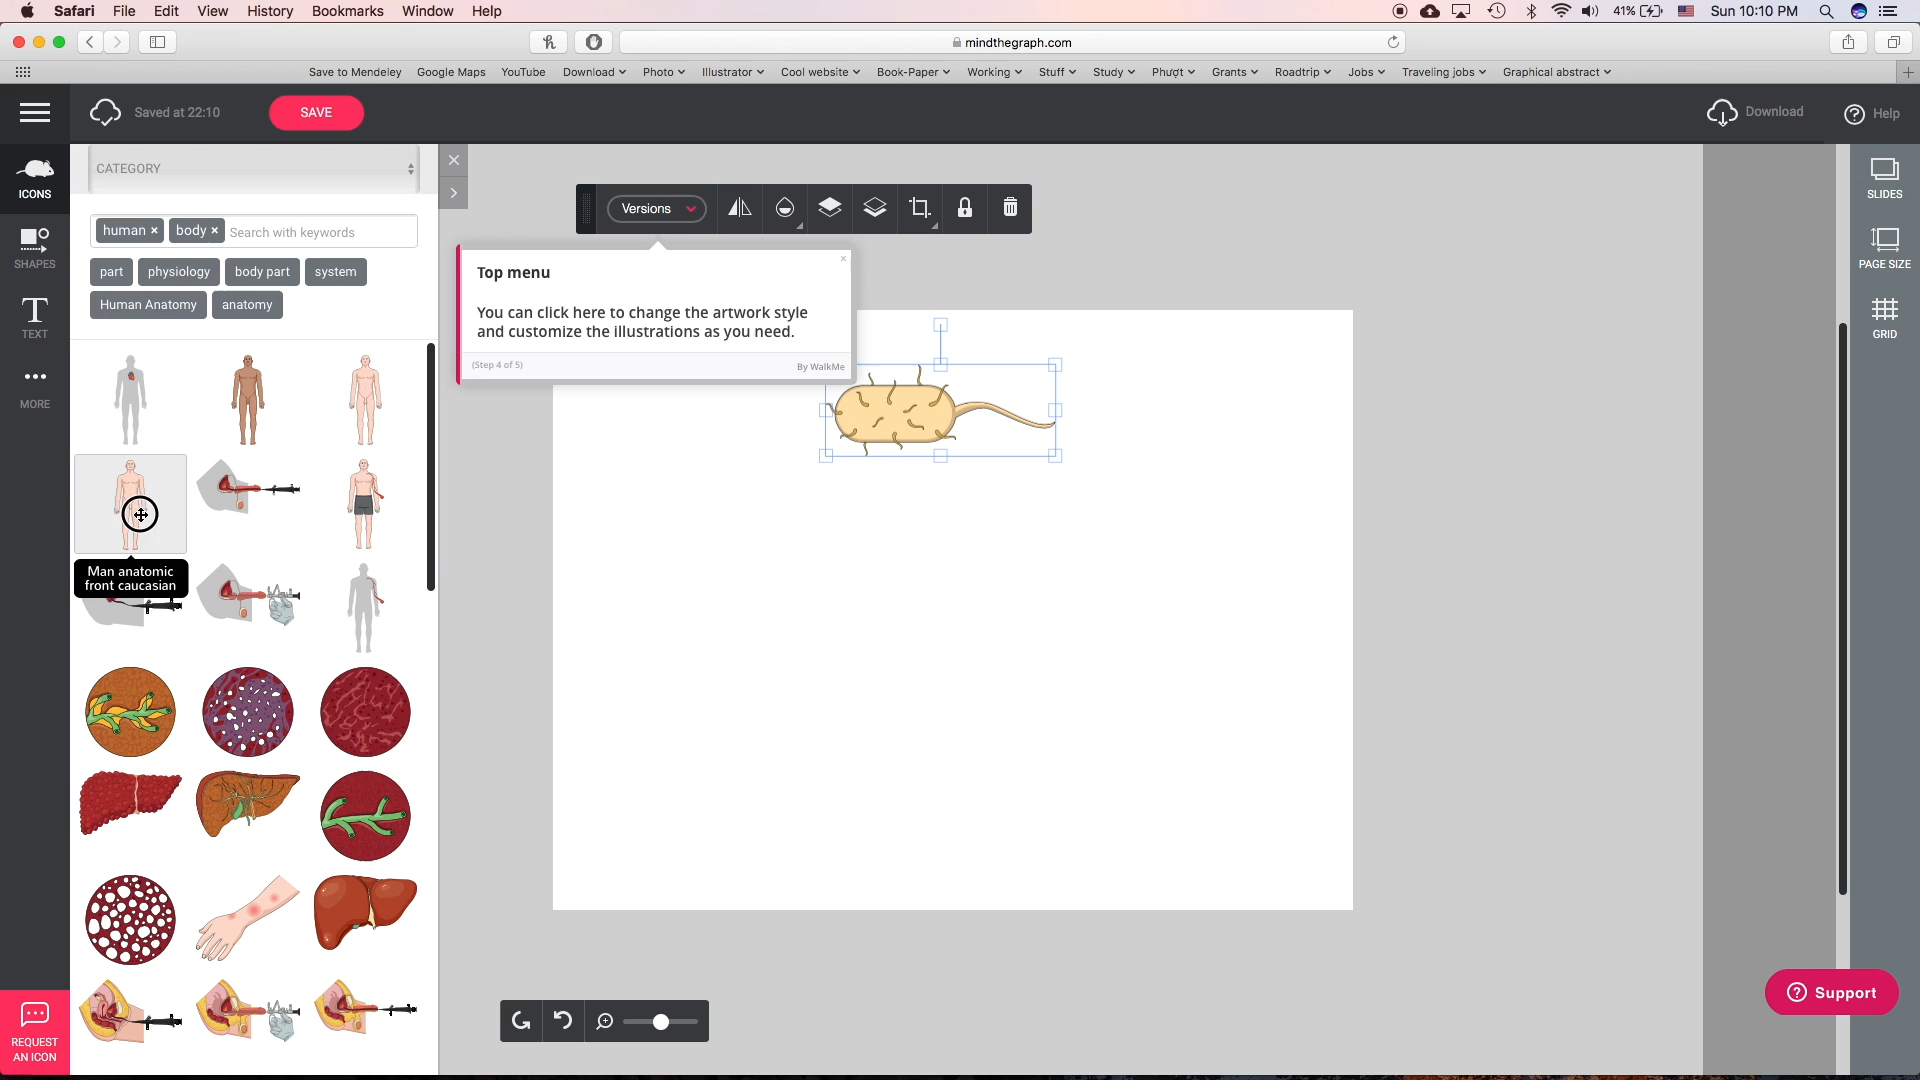 Safari File Edit View History Bookmarks Window Help
41% Sun 10:10 PM
mindthegraph.com
Save to Mendeley Google Maps YouTube Download Photo Illustrator Cool website Book-Paper Working Stuff Study Phượt Grants Roadtrip Jobs Traveling jobs Graphical abstract
Saved at 22:10
SAVE
Download
Help
ICONS
SHAPES
TEXT
MORE
REQUEST
AN ICON
CATEGORY
human × body × Search with keywords
part physiology body part system
Human Anatomy anatomy
Man anatomic
front caucasian
Versions
Top menu
You can click here to change the artwork style
and customize the illustrations as you need.
(Step 4 of 5) By WalkMe
SLIDES
PAGE SIZE
GRID
Support